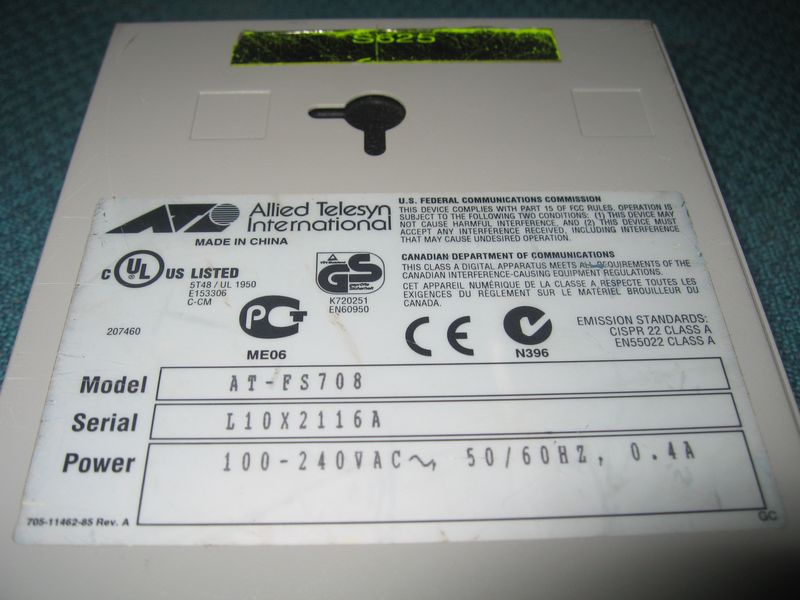 S625
ATI
Allied Telesyn
International
MADE IN CHINA
U.S. FEDERAL COMMUNICATIONS COMMISSION
THIS DEVICE COMPLIES WITH PART 15 OF FCC RULES. OPERATION IS
SUBJECT TO THE FOLLOWING TWO CONDITIONS: (1) THIS DEVICE MAY
NOT CAUSE HARMFUL INTERFERENCE, AND (2) THIS DEVICE MUST
ACCEPT ANY INTERFERENCE RECEIVED, INCLUDING INTERFERENCE
THAT MAY CAUSE UNDESIRED OPERATION.
CANADIAN DEPARTMENT OF COMMUNICATIONS
THIS CLASS A DIGITAL APPARATUS MEETS ALL REQUIREMENTS OF THE
CANADIAN INTERFERENCE-CAUSING EQUIPMENT REGULATIONS.
CET APPAREIL NUMÉRIQUE DE LA CLASSE A RESPECTE TOUTES LES
EXIGENCES DU RÈGLEMENT SUR LE MATÉRIEL BROUILLEUR DU
CANADA.
C UL US LISTED
5T48 / UL 1950
E153306
C-CM
GS
geprüfte
Sicherheit
K720251
EN60950
207460
ME06
CE
N396
EMISSION STANDARDS:
CISPR 22 CLASS A
EN55022 CLASS A
Model AT-FS708
Serial L10X2116A
Power 100-240VAC~, 50/60HZ, 0.4A
705-11462-85 Rev. A
GC